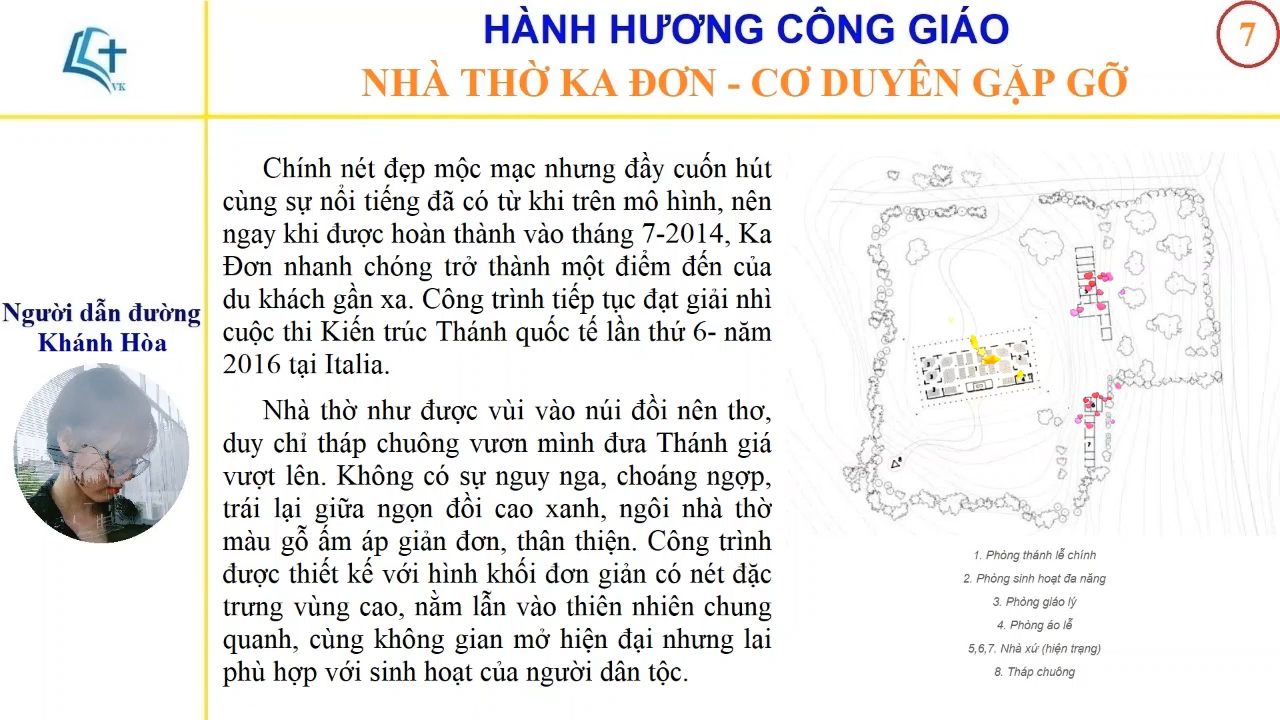 VK
HÀNH HƯƠNG CÔNG GIÁO
NHÀ THỜ KA ĐƠN - CƠ DUYÊN GẶP GỠ
7
Người dẫn đường
Khánh Hòa
Chính nét đẹp mộc mạc nhưng đầy cuốn hút
cùng sự nổi tiếng đã có từ khi trên mô hình, nên
ngay khi được hoàn thành vào tháng 7-2014, Ka
Đơn nhanh chóng trở thành một điểm đến của
du khách gần xa. Công trình tiếp tục đạt giải nhì
cuộc thi Kiến trúc Thánh quốc tế lần thứ 6- năm
2016 tại Italia.
Nhà thờ như được vùi vào núi đồi nên thơ,
duy chỉ tháp chuông vươn mình đưa Thánh giá
vượt lên. Không có sự nguy nga, choáng ngợp,
trái lại giữa ngọn đồi cao xanh, ngôi nhà thờ
màu gỗ ấm áp giản đơn, thân thiện. Công trình
được thiết kế với hình khối đơn giản có nét đặc
trưng vùng cao, nằm lẫn vào thiên nhiên chung
quanh, cùng không gian mở hiện đại nhưng lai
phù hợp với sinh hoạt của người dân tộc.
1. Phòng thánh lễ chính
2. Phòng sinh hoạt đa năng
3. Phòng giáo lý
4. Phòng áo lễ
5,6,7. Nhà xứ (hiện trạng)
8. Tháp chuông